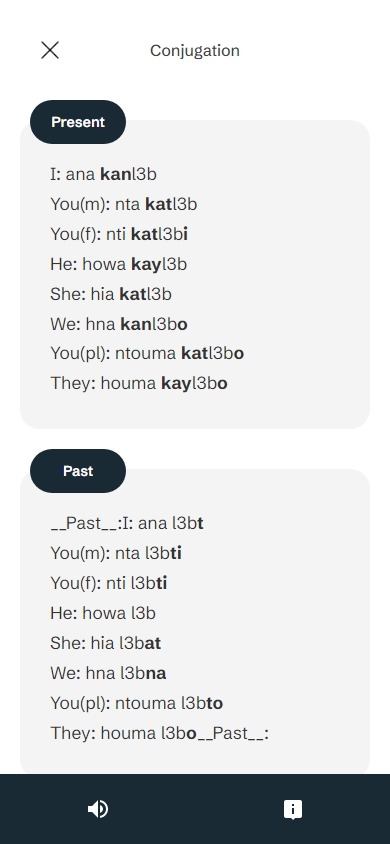 Conjugation
Present
I: ana kanl3b
You(m): nta katl3b
You(f): nti katl3bi
He: howa kayl3b
She: hia katl3b
We: hna kanl3bo
You(pl): ntouma katl3bo
They: houma kayl3bo
Past
__Past__:I: ana l3bt
You(m): nta l3bti
You(f): nti l3bti
He: howa l3b
She: hia l3bat
We: hna l3bna
You(pl): ntouma l3bto
They: houma l3bo__Past__: